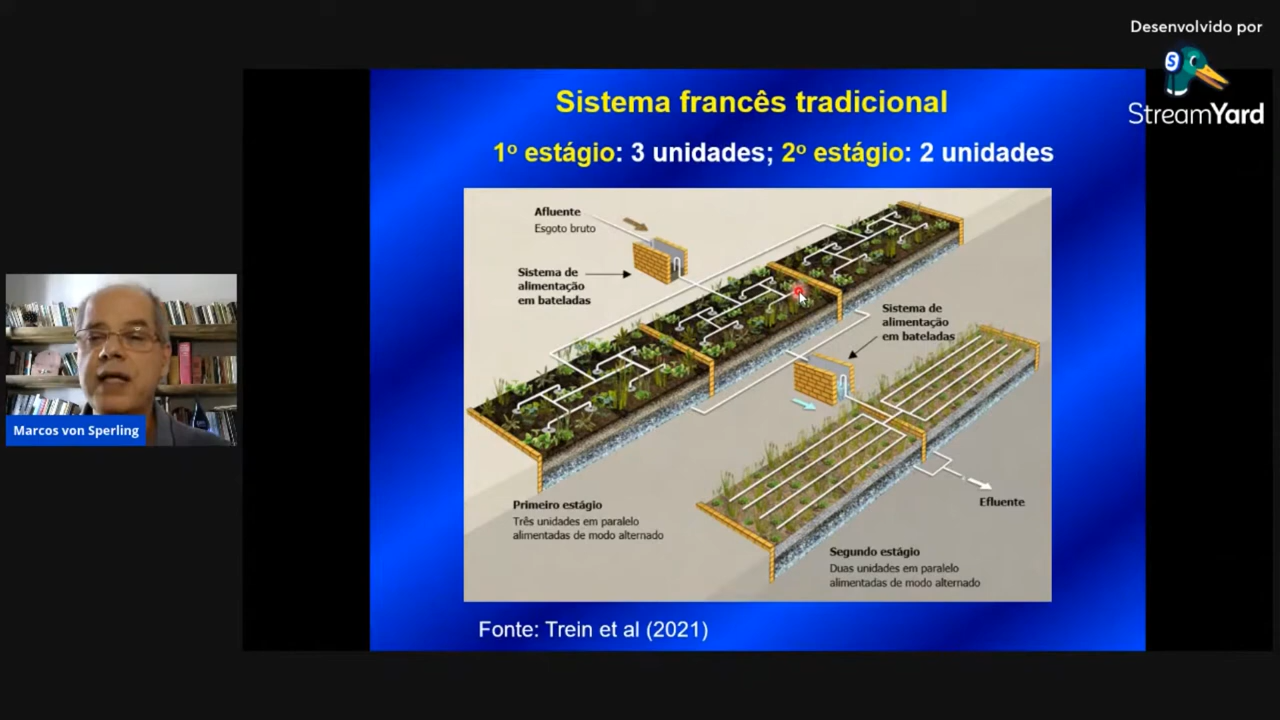 Desenvolvido por
StreamYard
Sistema francês tradicional
1º estágio: 3 unidades; 2º estágio: 2 unidades
Afluente
Esgoto bruto
Sistema de
alimentação
em bateladas
Sistema de
alimentação
em bateladas
Marcos von Sperling
Primeiro estágio
Três unidades em paralelo
alimentadas de modo alternado
Efluente
Segundo estágio
Duas unidades em paralelo
alimentadas de modo alternado
Fonte: Trein et al (2021)